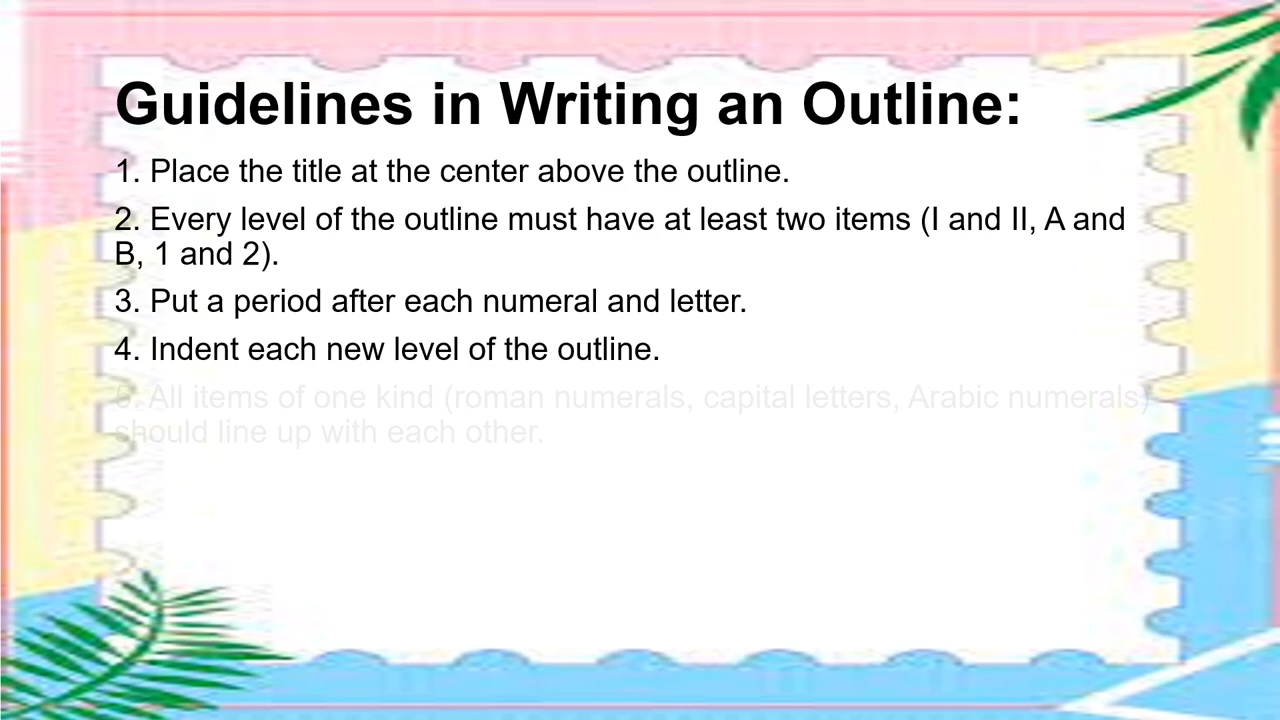 Guidelines in Writing an Outline:
1. Place the title at the center above the outline.
2. Every level of the outline must have at least two items (I and II, A and
B, 1 and 2).
3. Put a period after each numeral and letter.
4. Indent each new level of the outline.
All items of one kind (roman numerals, capital letters, Arabic numerals)
should line up with each other.